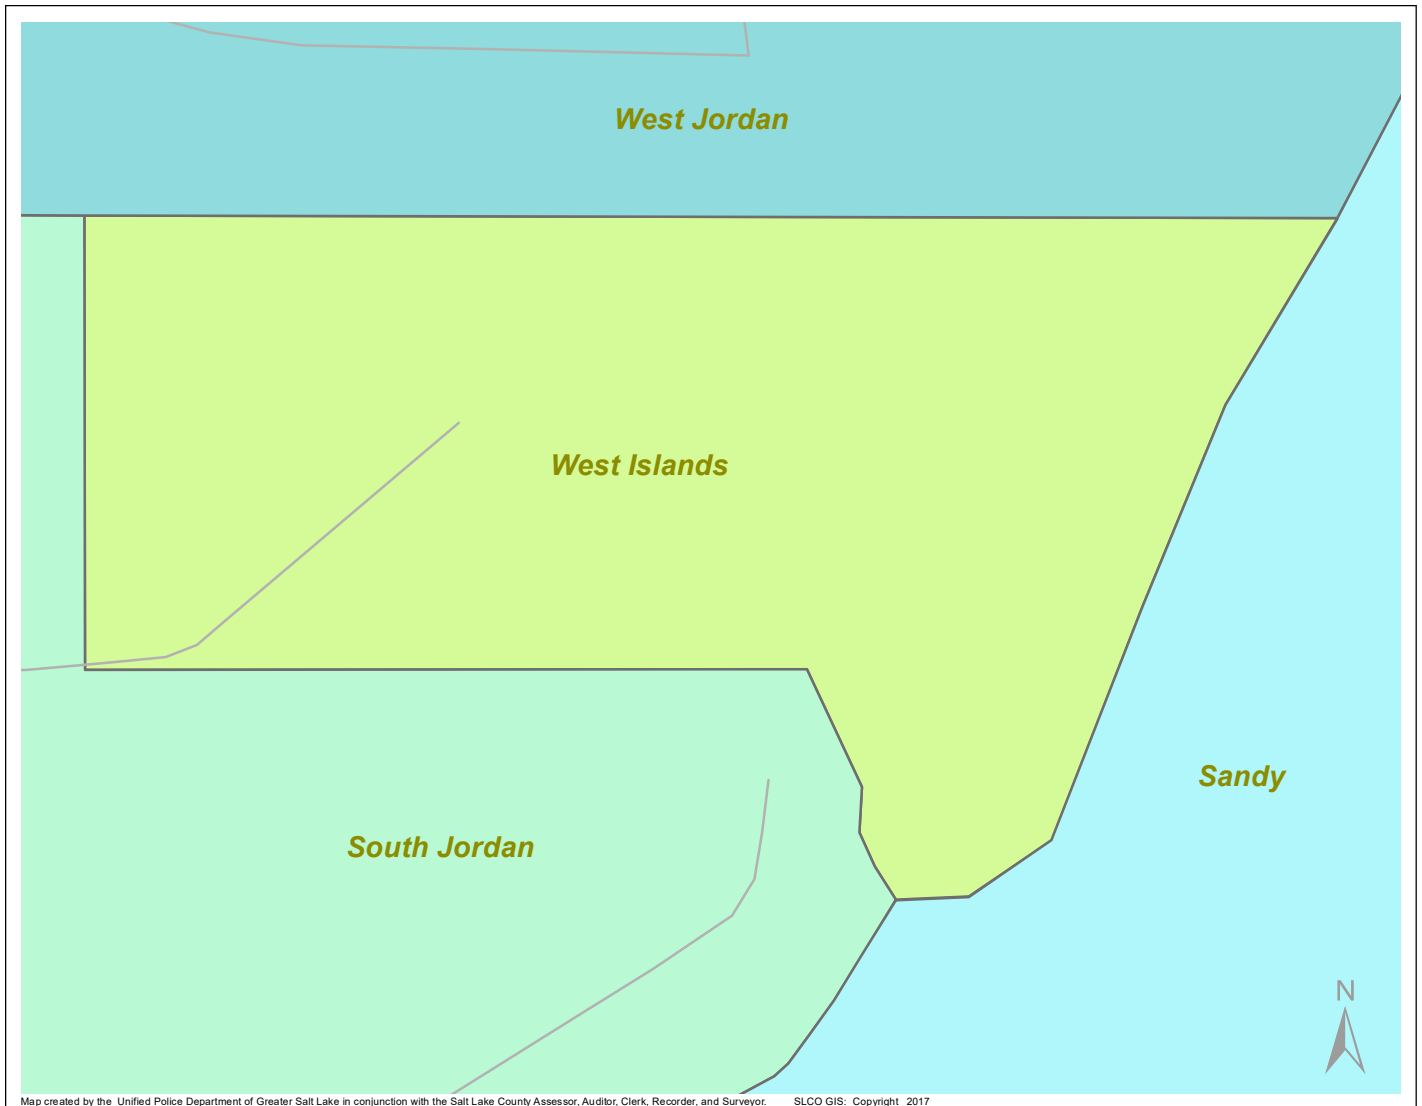 West Jordan
West Islands
Sandy
South Jordan
N
Map created by the Unified Police Department of Greater Salt Lake in conjunction with the Salt Lake County Assessor, Auditor, Clerk, Recorder, and Surveyor. SLCO GIS: Copyright 2017